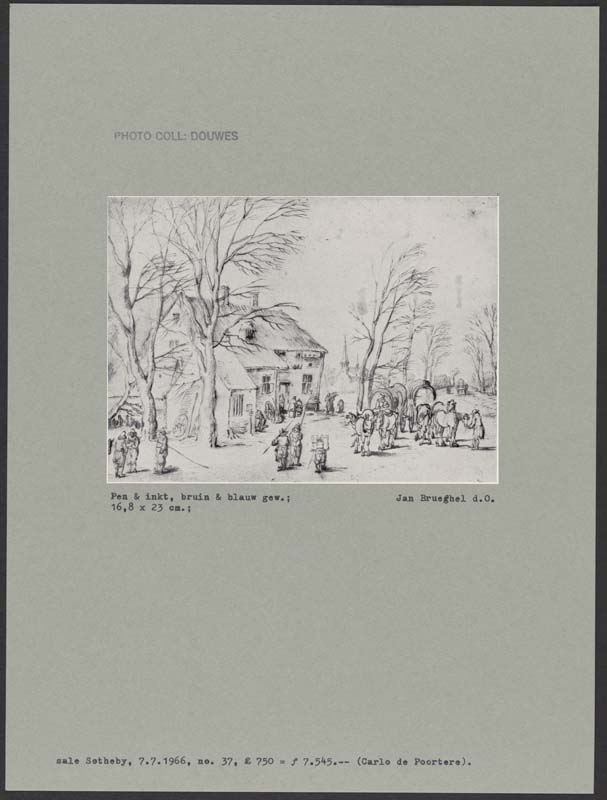 PHOTO COLL: DOUWES
Pen & inkt, bruin & blauw gew.; Jan Brueghel d.O.
16,8 x 23 cm.;
sale Sotheby, 7.7.1966, no. 37, £ 750 = ƒ 7.545.-- (Carlo de Poortere).